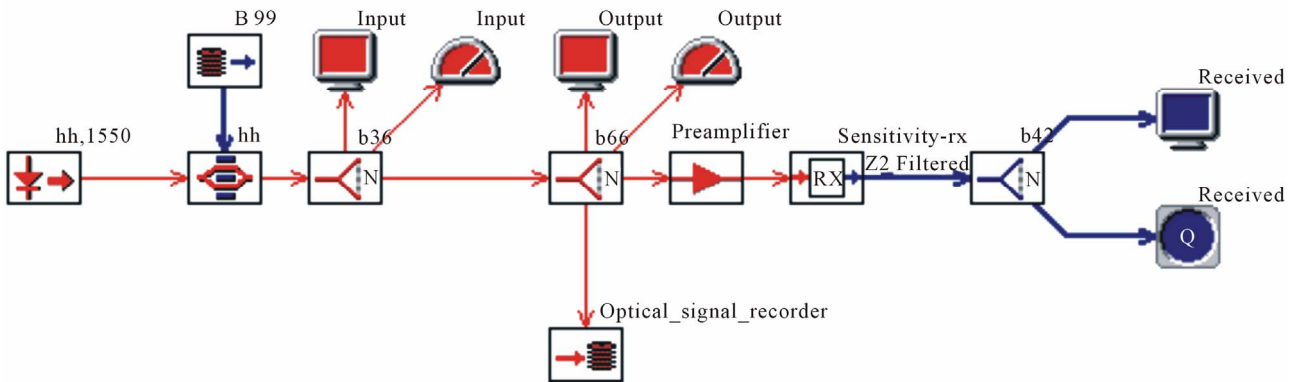 B 99
Input
Input
Output
Output
Received
hh,1550
hh
b36
b66
Preamplifier
Sensitivity-rx
b42
N
N
RX
Z2 Filtered
N
Received
Q
Optical_signal_recorder